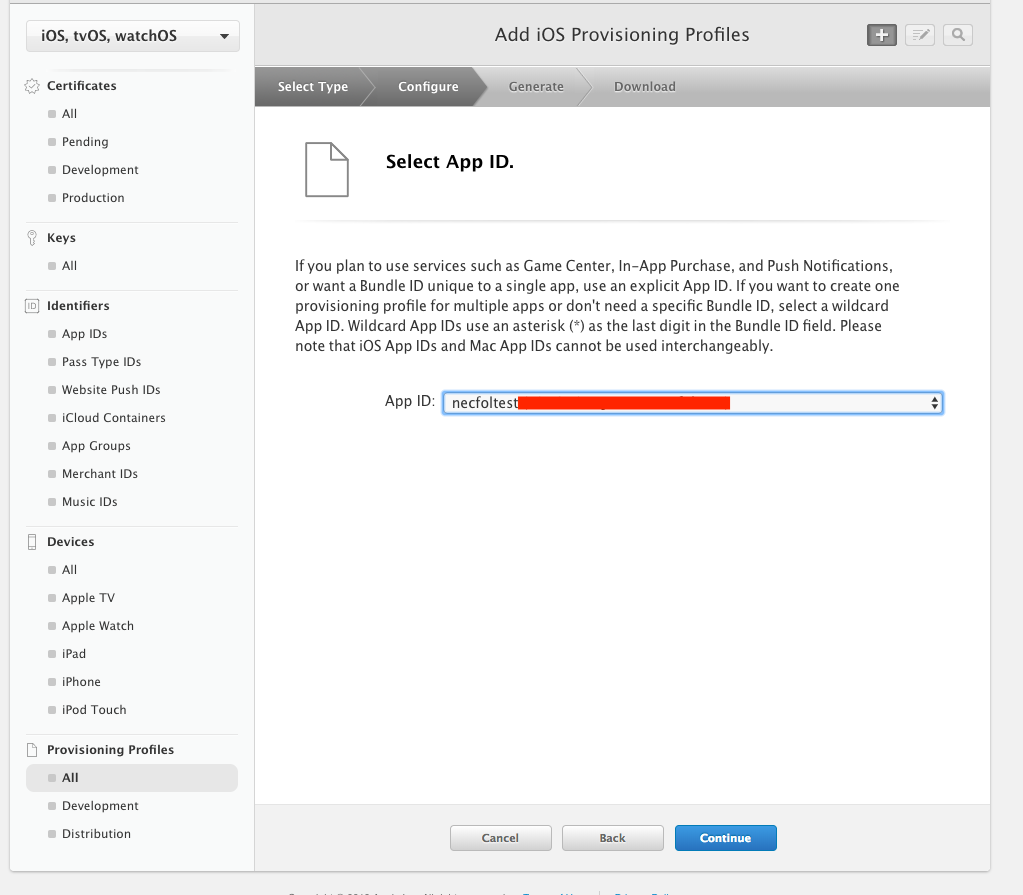 iOS, tvOS, watchOS
Certificates
All
Pending
Development
Production
Keys
All
ID
Identifiers
App IDs
Pass Type IDs
Website Push IDs
iCloud Containers
App Groups
Merchant IDs
Music IDs
Devices
All
Apple TV
Apple Watch
iPad
iPhone
iPod Touch
Provisioning Profiles
All
Development
Distribution
Add iOS Provisioning Profiles
Select Type
Configure
Generate
Download
Select App ID.
If you plan to use services such as Game Center, In-App Purchase, and Push Notifications,
or want a Bundle ID unique to a single app, use an explicit App ID. If you want to create one
provisioning profile for multiple apps or don't need a specific Bundle ID, select a wildcard
App ID. Wildcard App IDs use an asterisk (*) as the last digit in the Bundle ID field. Please
note that iOS App IDs and Mac App IDs cannot be used interchangeably.
App ID: necfoltest
Cancel
Back
Continue